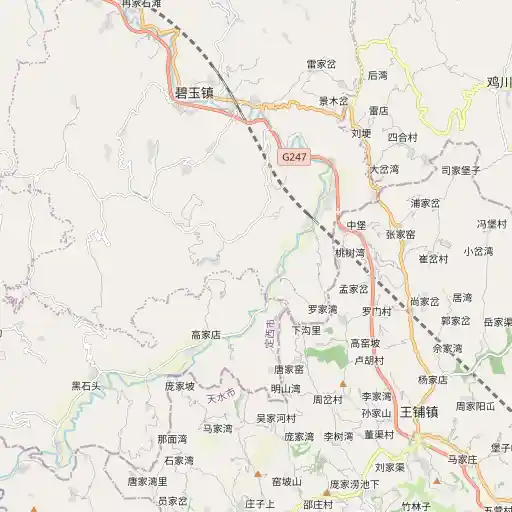 冉家石滩
雷家岔
后湾
鸡川
碧玉镇
景木岔
雷店
刘埂
四合村
G247
大岔湾
司家堡子
浦家岔
中堡
冯堡村
张家窑
桃树湾
崔岔村
小岔湾
孟家岔
尚家岔
居湾
罗家湾
罗门村
郭家岔
岳家渠
定西市
下沟里
高家店
高窑坡
余家湾
卢胡村
唐家窑
杨家店
黑石头
庞家坡
明山湾
天水市
周岔村
李家湾
孙家山
王铺镇
周家阳屲
吴家河村
马家湾
那面湾
庞家湾
李树湾
董渠村
石家湾
刘家渠
马家庄
唐家湾里
窑坡山
庞家涝池下
员家岔
庄子上
邵庄村
竹林子
五营村